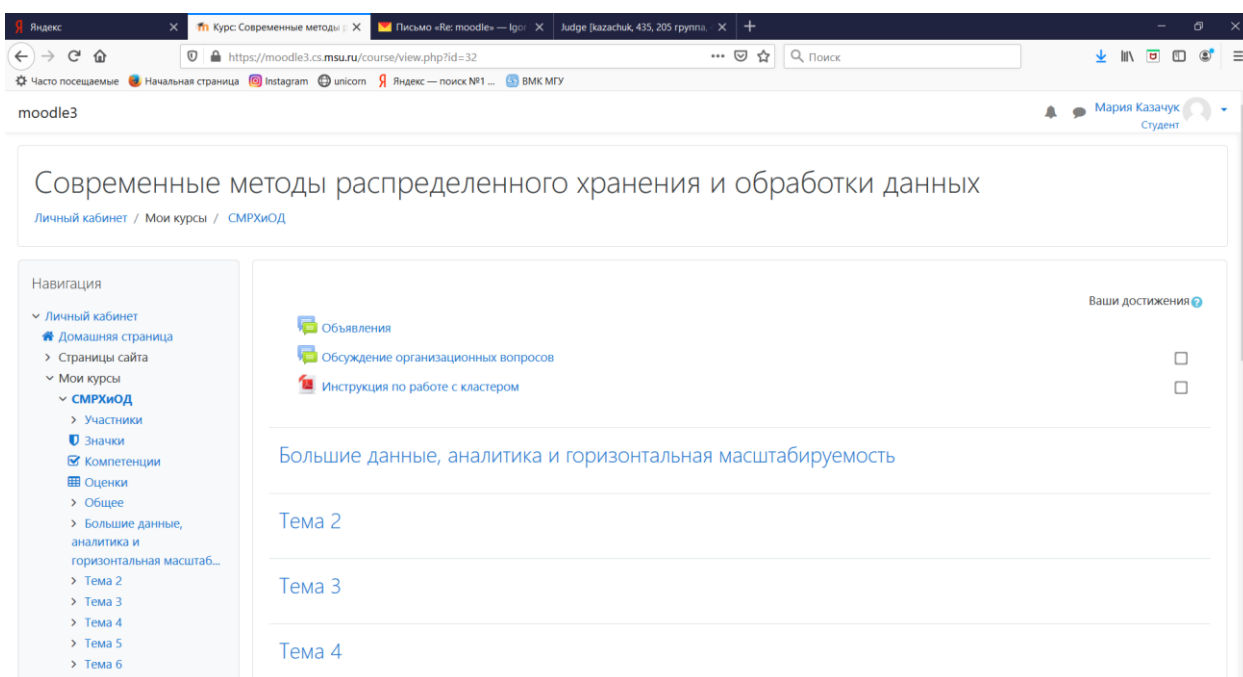 Яндекс
Курс: Современные методы р
Письмо «Re: moodle» — Igor
Judge [kazachuk, 435, 205 группа,
https://moodle3.cs.msu.ru/course/view.php?id=32
Поиск
Часто посещаемые
Начальная страница
Instagram
unicorn
Яндекс — поиск №1 ...
ВМК МГУ
moodle3
Мария Казачук
Студент
Современные методы распределенного хранения и обработки данных
Личный кабинет / Мои курсы / СМРХиОД
Навигация
Личный кабинет
Домашняя страница
Страницы сайта
Мои курсы
СМРХиОД
Участники
Значки
Компетенции
Оценки
Общее
Большие данные,
аналитика и
горизонтальная масштаб...
Тема 2
Тема 3
Тема 4
Тема 5
Тема 6
Ваши достижения
Объявления
Обсуждение организационных вопросов
Инструкция по работе с кластером
Большие данные, аналитика и горизонтальная масштабируемость
Тема 2
Тема 3
Тема 4